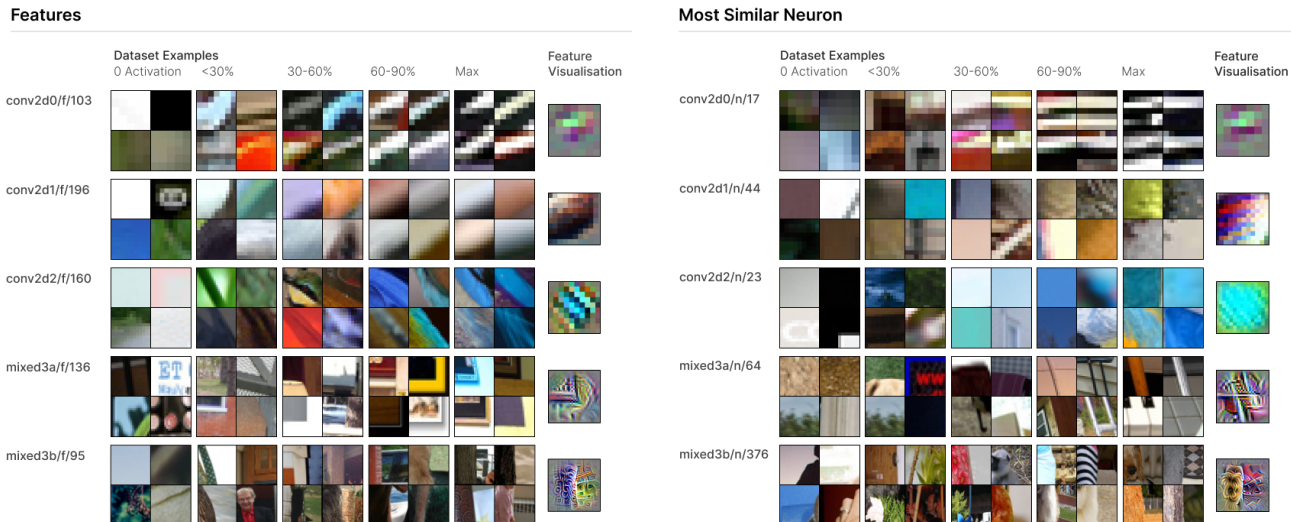 Features
Dataset Examples
Feature
0 Activation <30% 30-60% 60-90% Max Visualisation
conv2d0/f/103
conv2d1/f/196
conv2d2/f/160
mixed3a/f/136
ET
mixed3b/f/95
Most Similar Neuron
Dataset Examples
Feature
0 Activation <30% 30-60% 60-90% Max Visualisation
conv2d0/n/17
conv2d1/n/44
conv2d2/n/23
mixed3a/n/64
WW
mixed3b/n/376